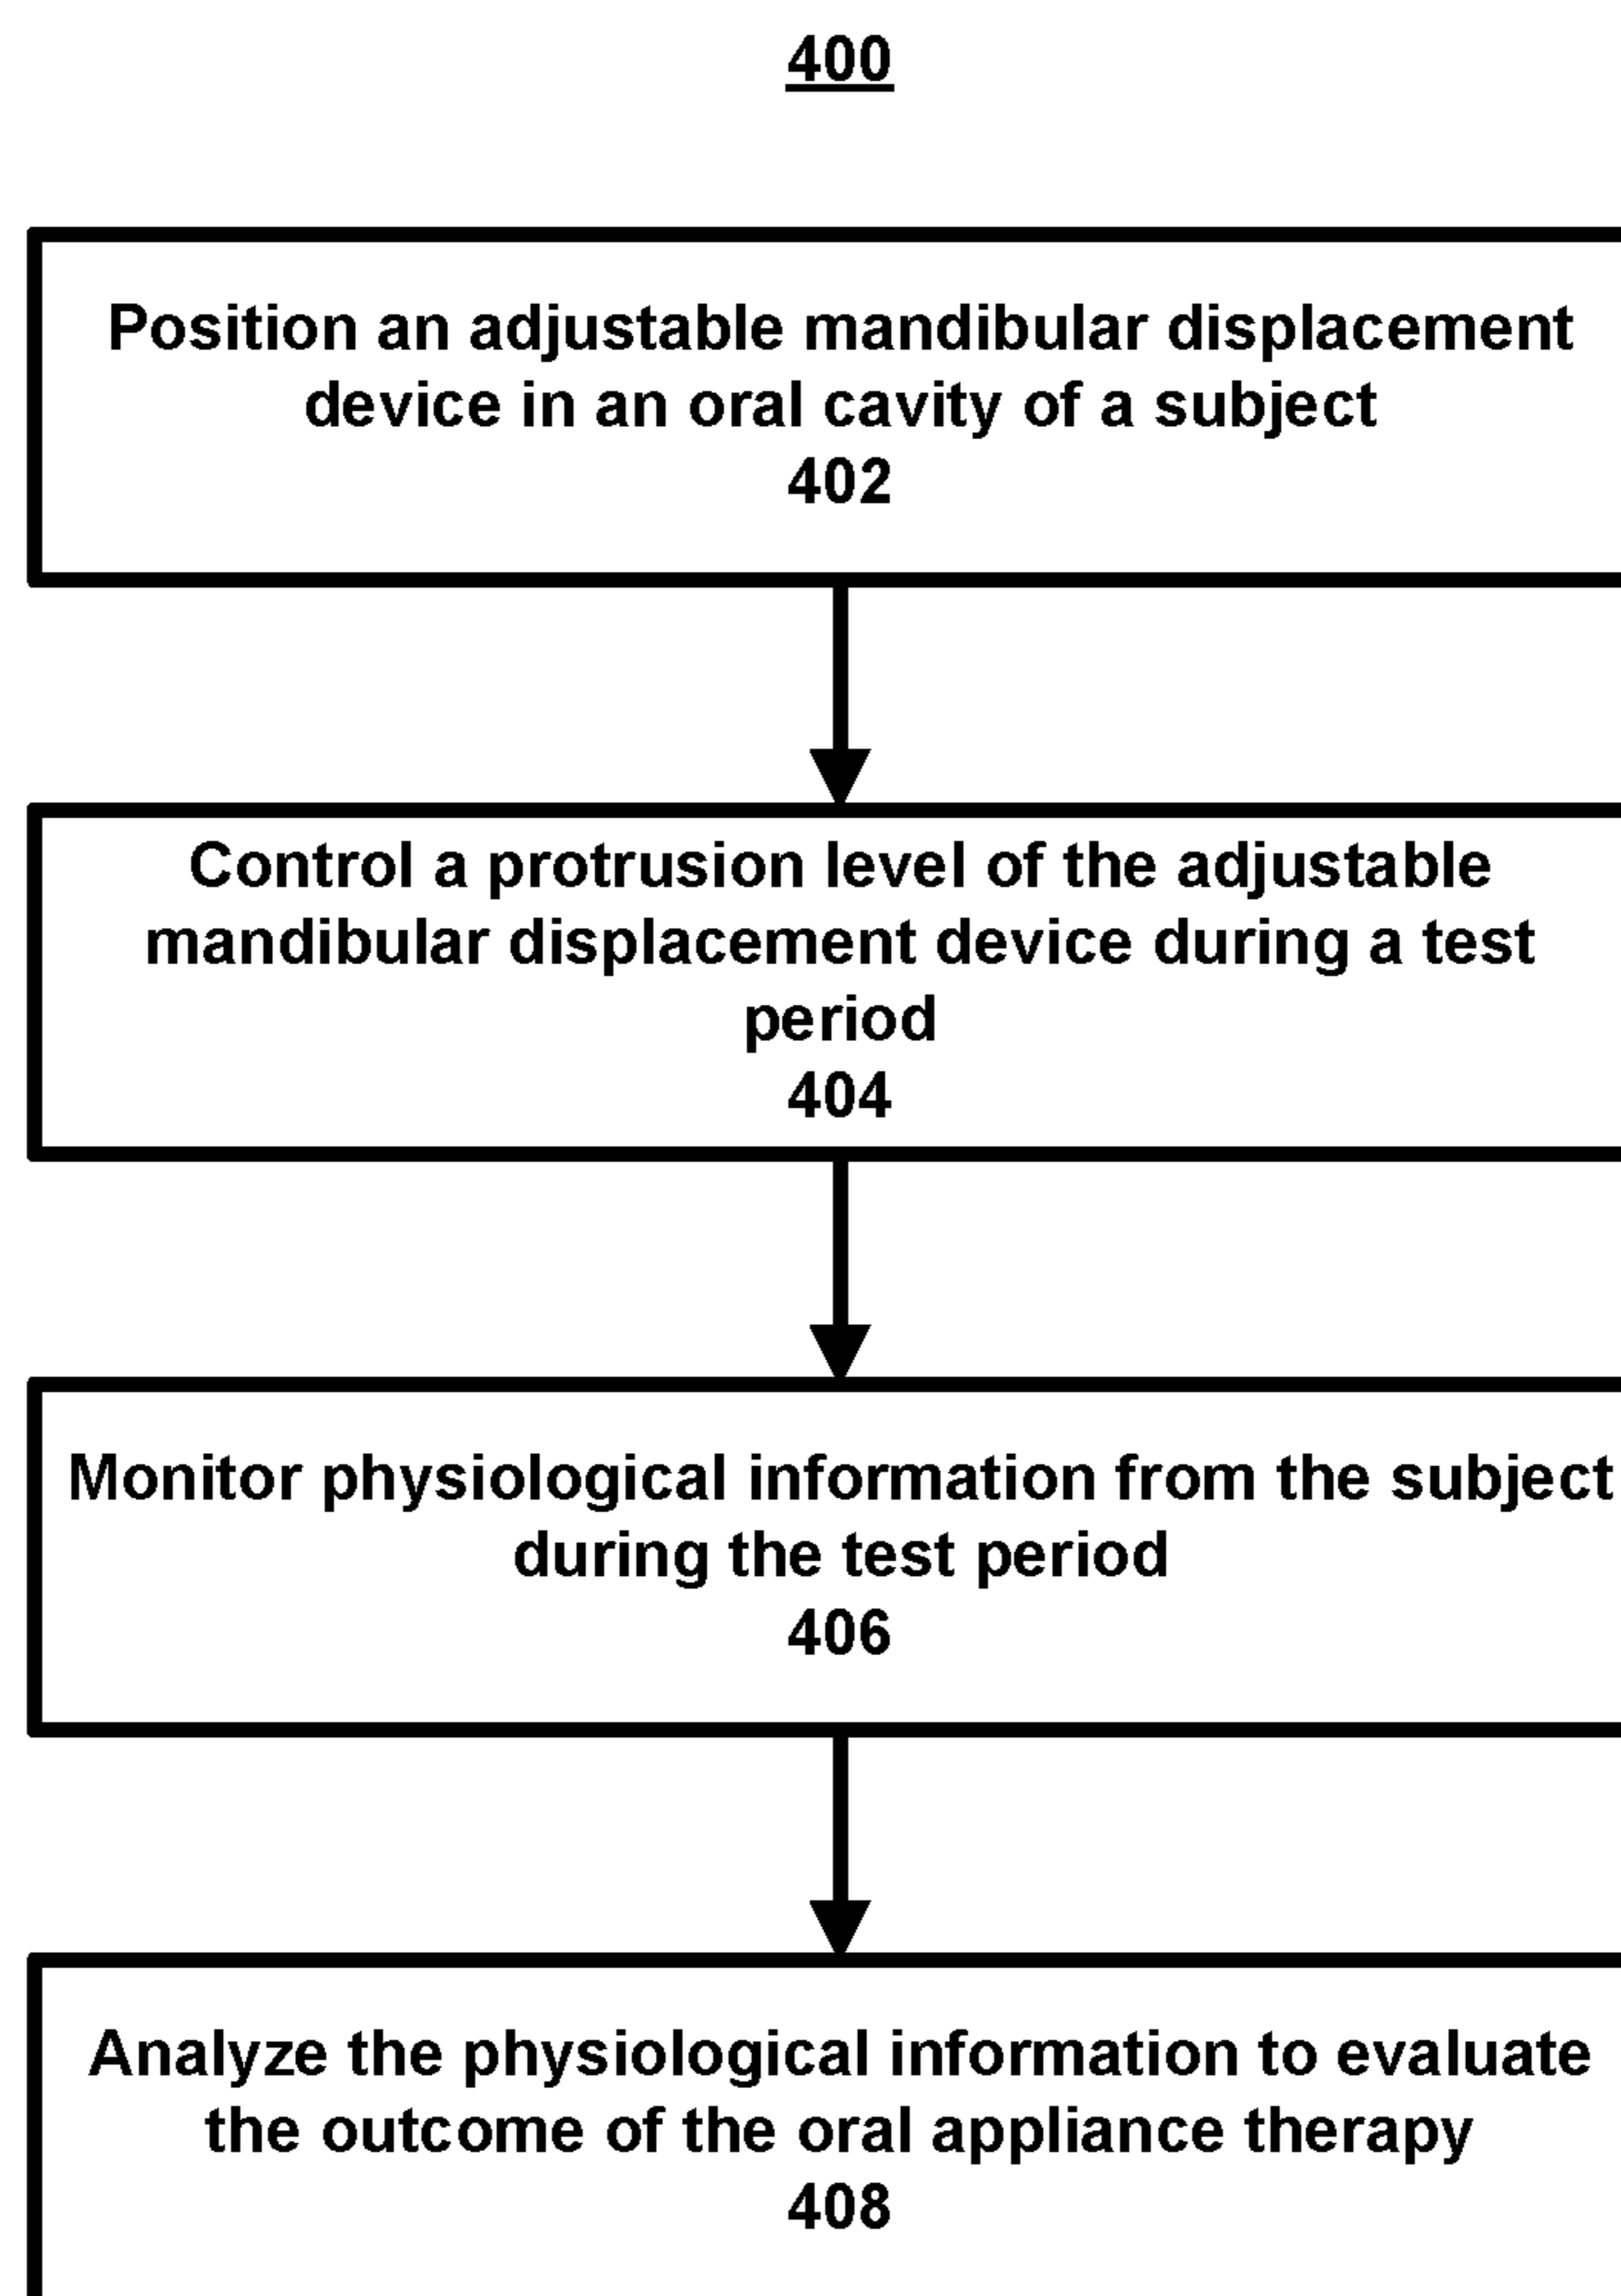 400
Position an adjustable mandibular displacement
device in an oral cavity of a subject
402
Control a protrusion level of the adjustable
mandibular displacement device during a test
period
404
Monitor physiological information from the subject
during the test period
406
Analyze the physiological information to evaluate
the outcome of the oral appliance therapy
408